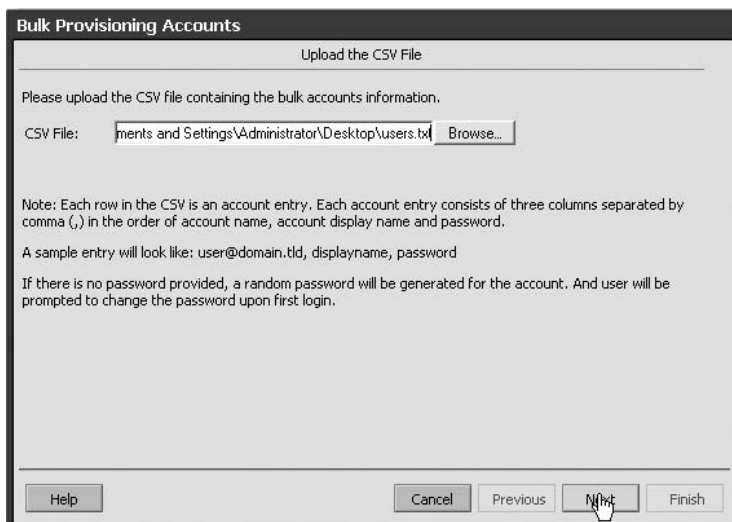 Bulk Provisioning Accounts
Upload the CSV File
Please upload the CSV file containing the bulk accounts information.
CSV File: ments and Settings\Administrator\Desktop\users.txt Browse...
Note: Each row in the CSV is an account entry. Each account entry consists of three columns separated by
comma (,) in the order of account name, account display name and password.
A sample entry will look like: user@domain.tld, displayname, password
If there is no password provided, a random password will be generated for the account. And user will be
prompted to change the password upon first login.
Help Cancel Previous Next Finish